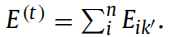 E^{(t)} = \sum_{i}^{n} E_{ik'}.